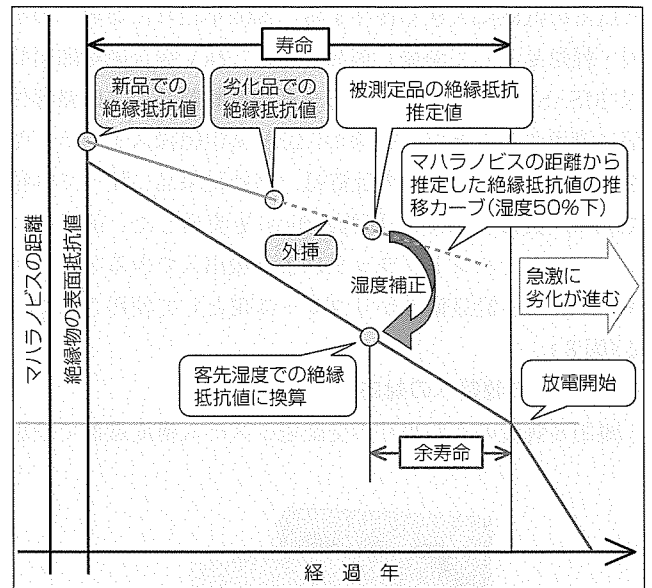 寿命
新品での
絶縁抵抗値
劣化品での
絶縁抵抗値
被測定品の絶縁抵抗
推定値
マハラノビスの距離から
推定した絶縁抵抗値の推
移カーブ(湿度50%下)
外挿
湿度補正
急激に
劣化が進む
マハラノビスの距離
絶縁物の表面抵抗値
客先湿度での絶縁
抵抗値に換算
放電開始
余寿命
経過年